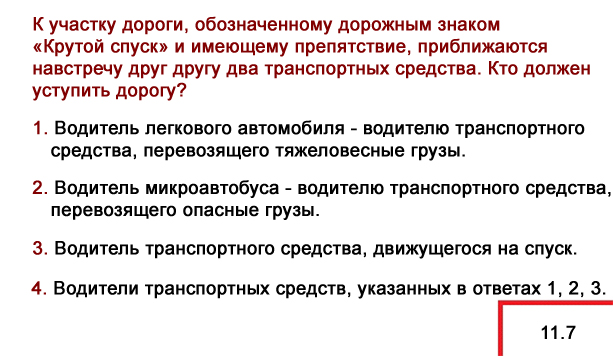 К участку дороги, обозначенному дорожным знаком
«Крутой спуск» и имеющему препятствие, приближаются
навстречу друг другу два транспортных средства. Кто должен
уступить дорогу?
1. Водитель легкового автомобиля - водителю транспортного
средства, перевозящего тяжеловесные грузы.
2. Водитель микроавтобуса - водителю транспортного средства,
перевозящего опасные грузы.
3. Водитель транспортного средства, движущегося на спуск.
4. Водители транспортных средств, указанных в ответах 1, 2, 3.
11.7